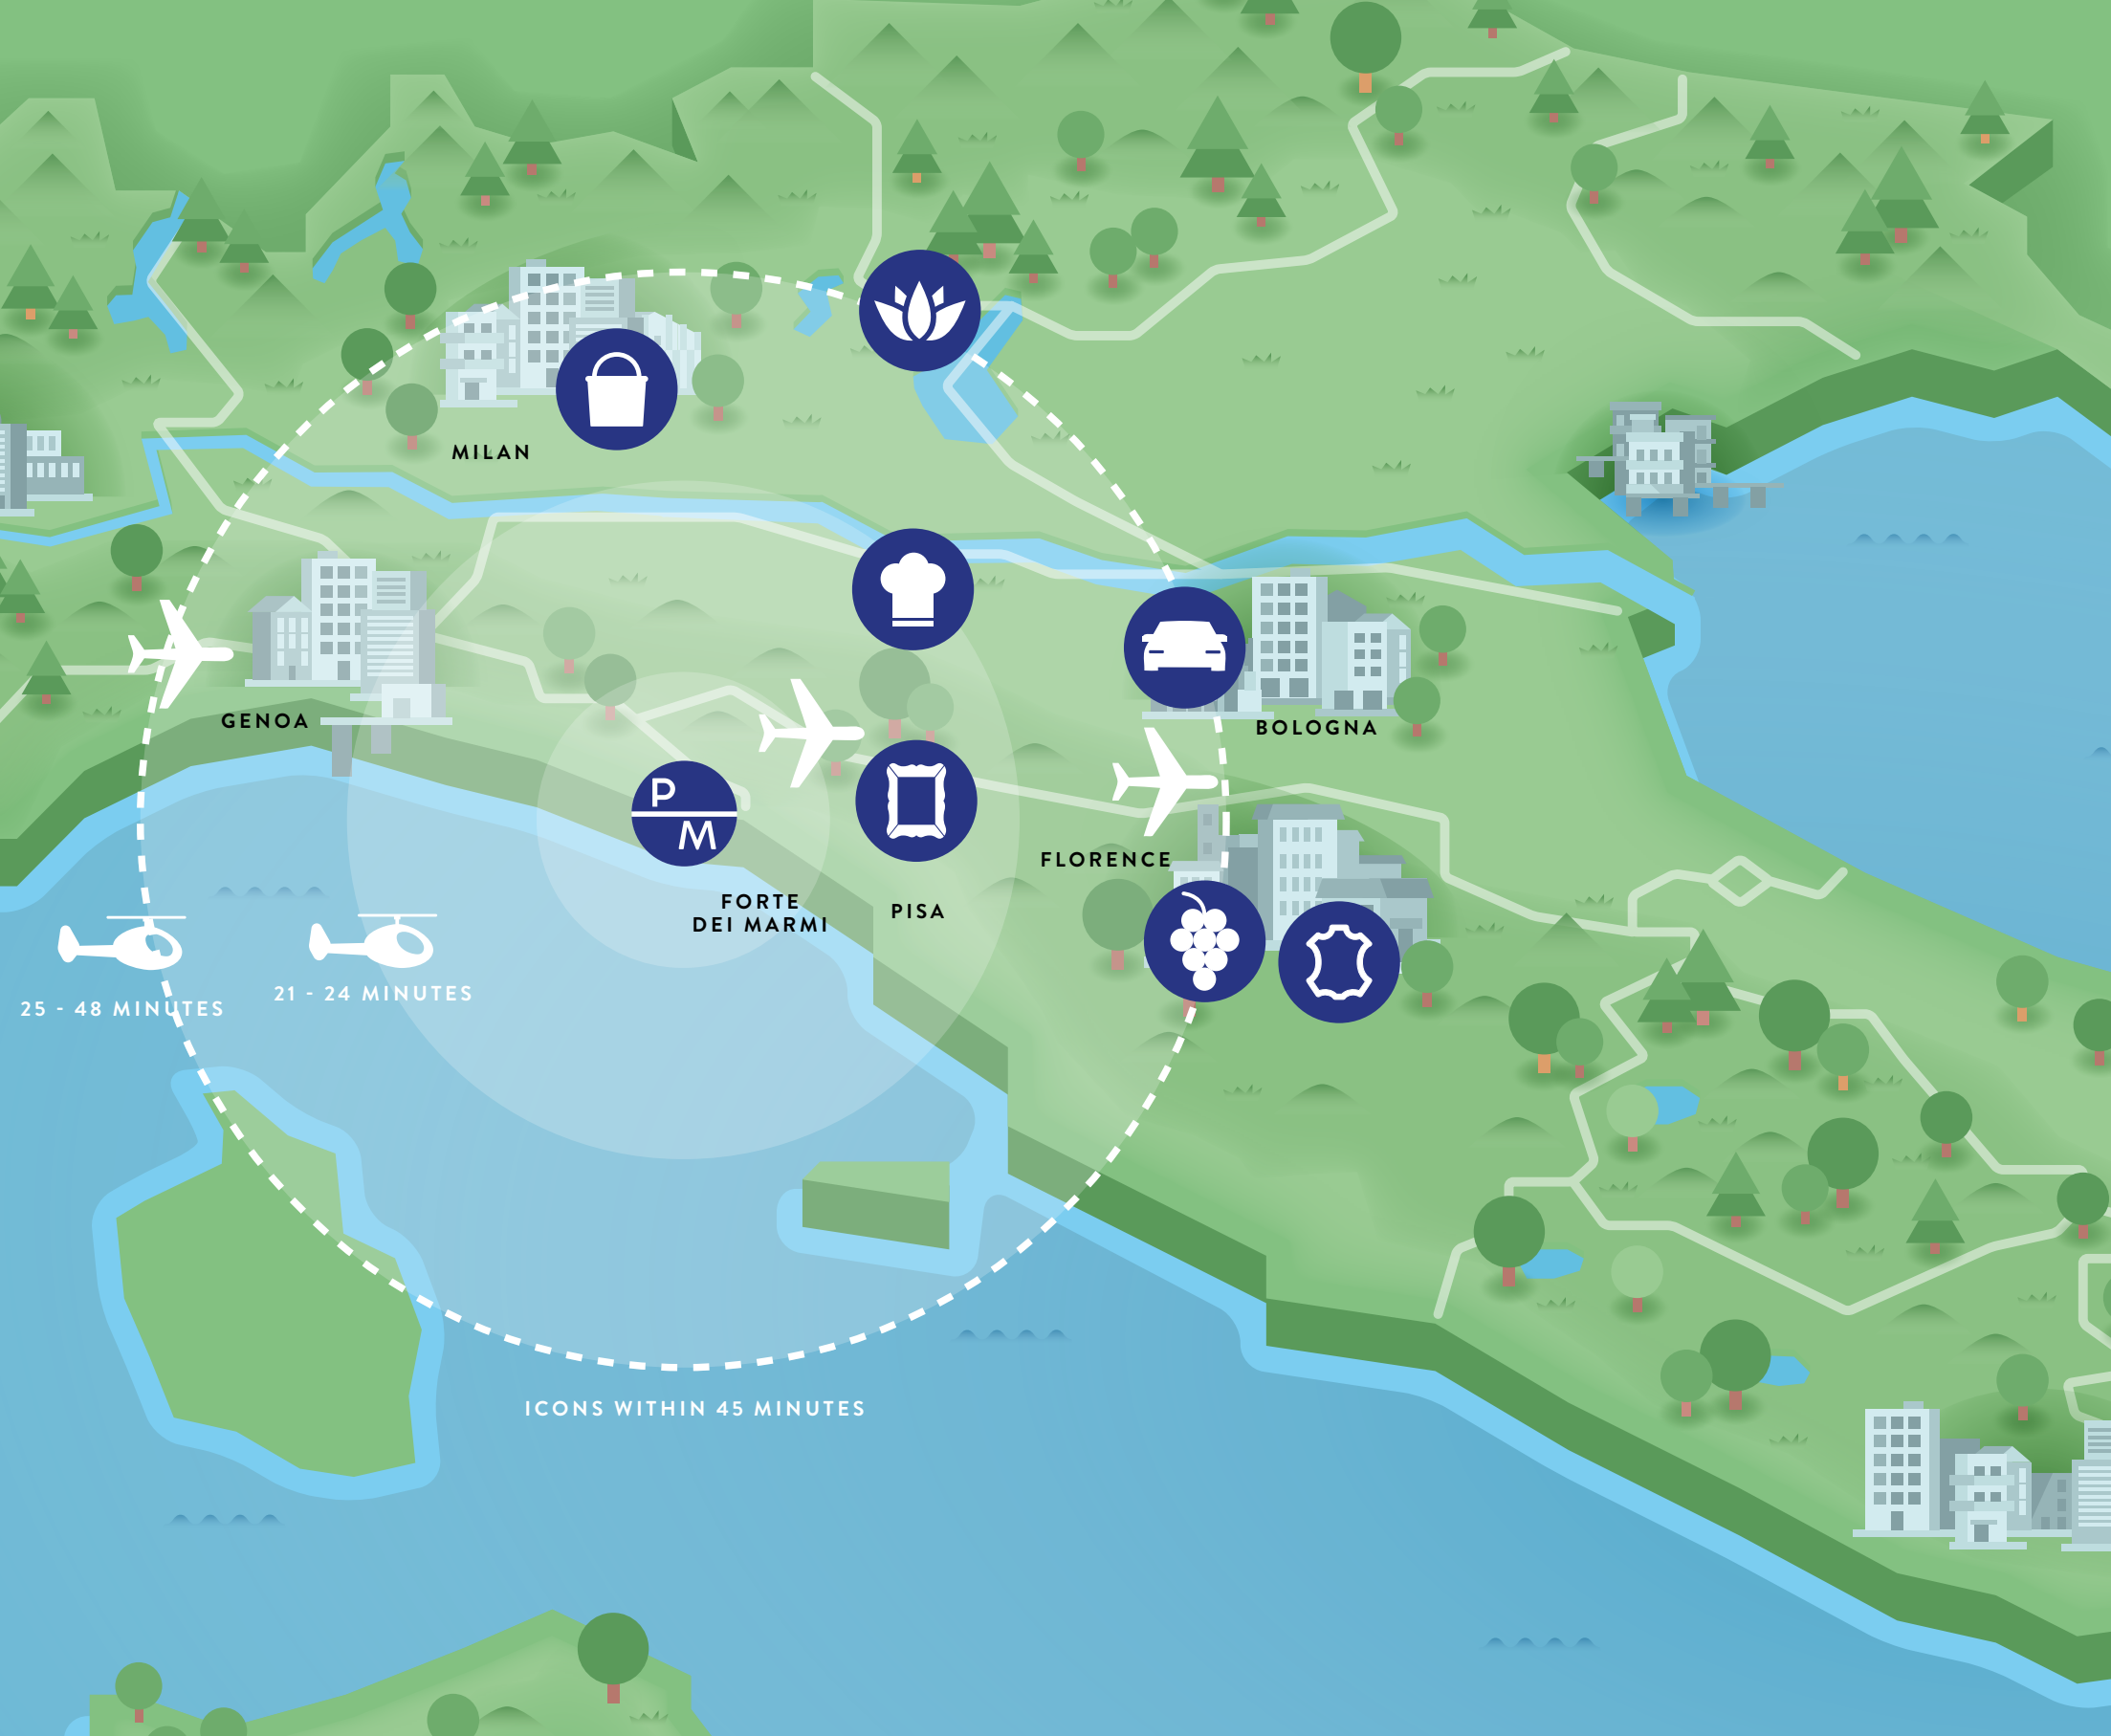 MILAN
GENOA
BOLOGNA
P
M
FLORENCE
FORTE
DEI MARMI
PISA
25 - 48 MINUTES
21 - 24 MINUTES
ICONS WITHIN 45 MINUTES